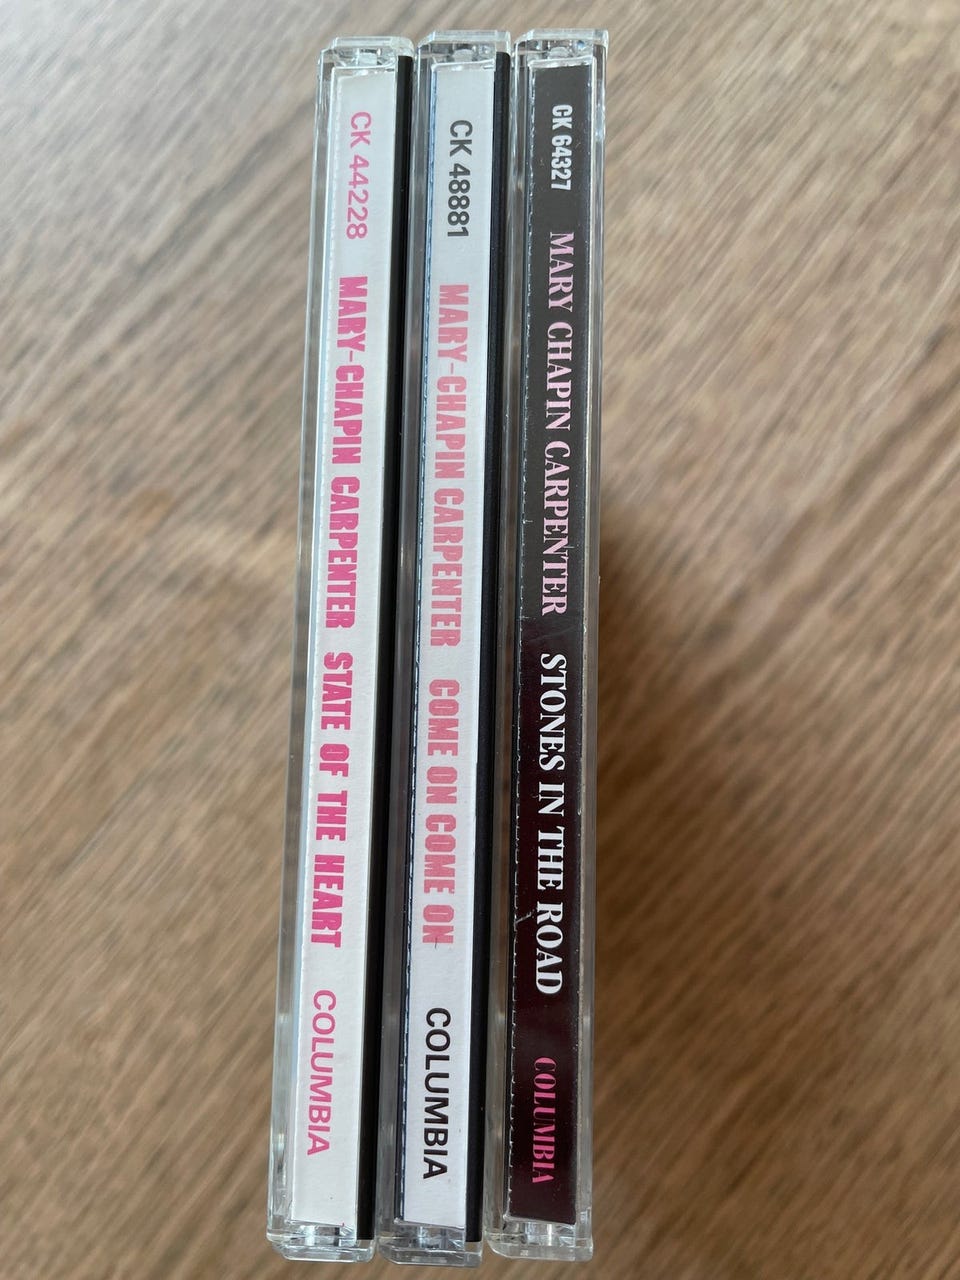 CK 44228 MARY-CHAPIN CARPENTER STATE OF THE HEART COLUMBIA
CK 48881 MARY-CHAPIN CARPENTER COME ON COME ON COLUMBIA
CK 64327 MARY CHAPIN CARPENTER STONES IN THE ROAD COLUMBIA